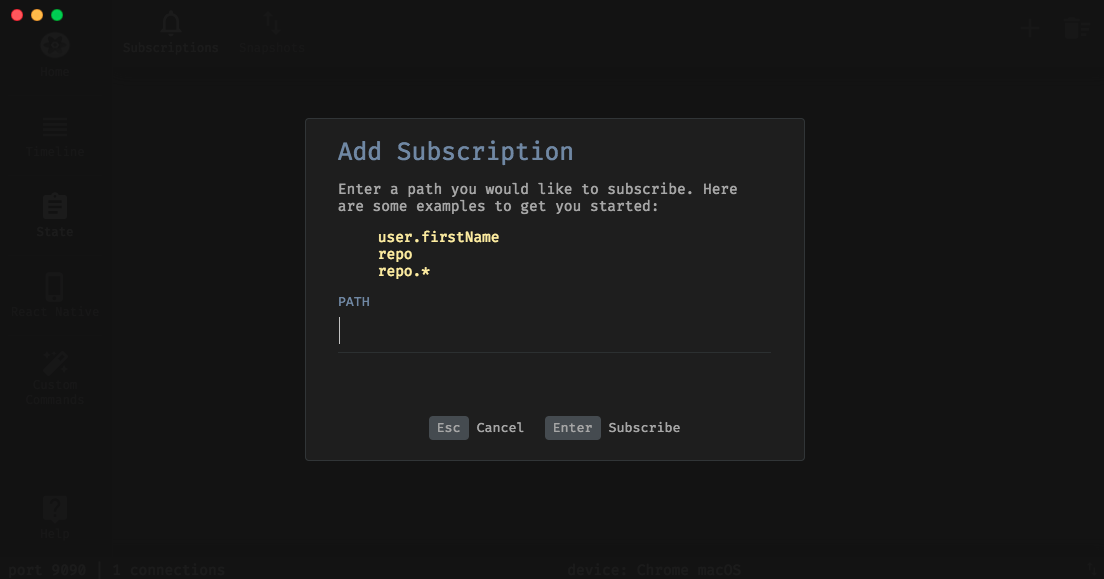 Subscriptions
Snapshots
Home
Timeline
State
React Native
Custom
Commands
Help
Add Subscription
Enter a path you would like to subscribe. Here
are some examples to get you started:
user.firstName
repo
repo.*
PATH
Esc Cancel Enter Subscribe
port 9090 | 1 connections
device: Chrome macOS